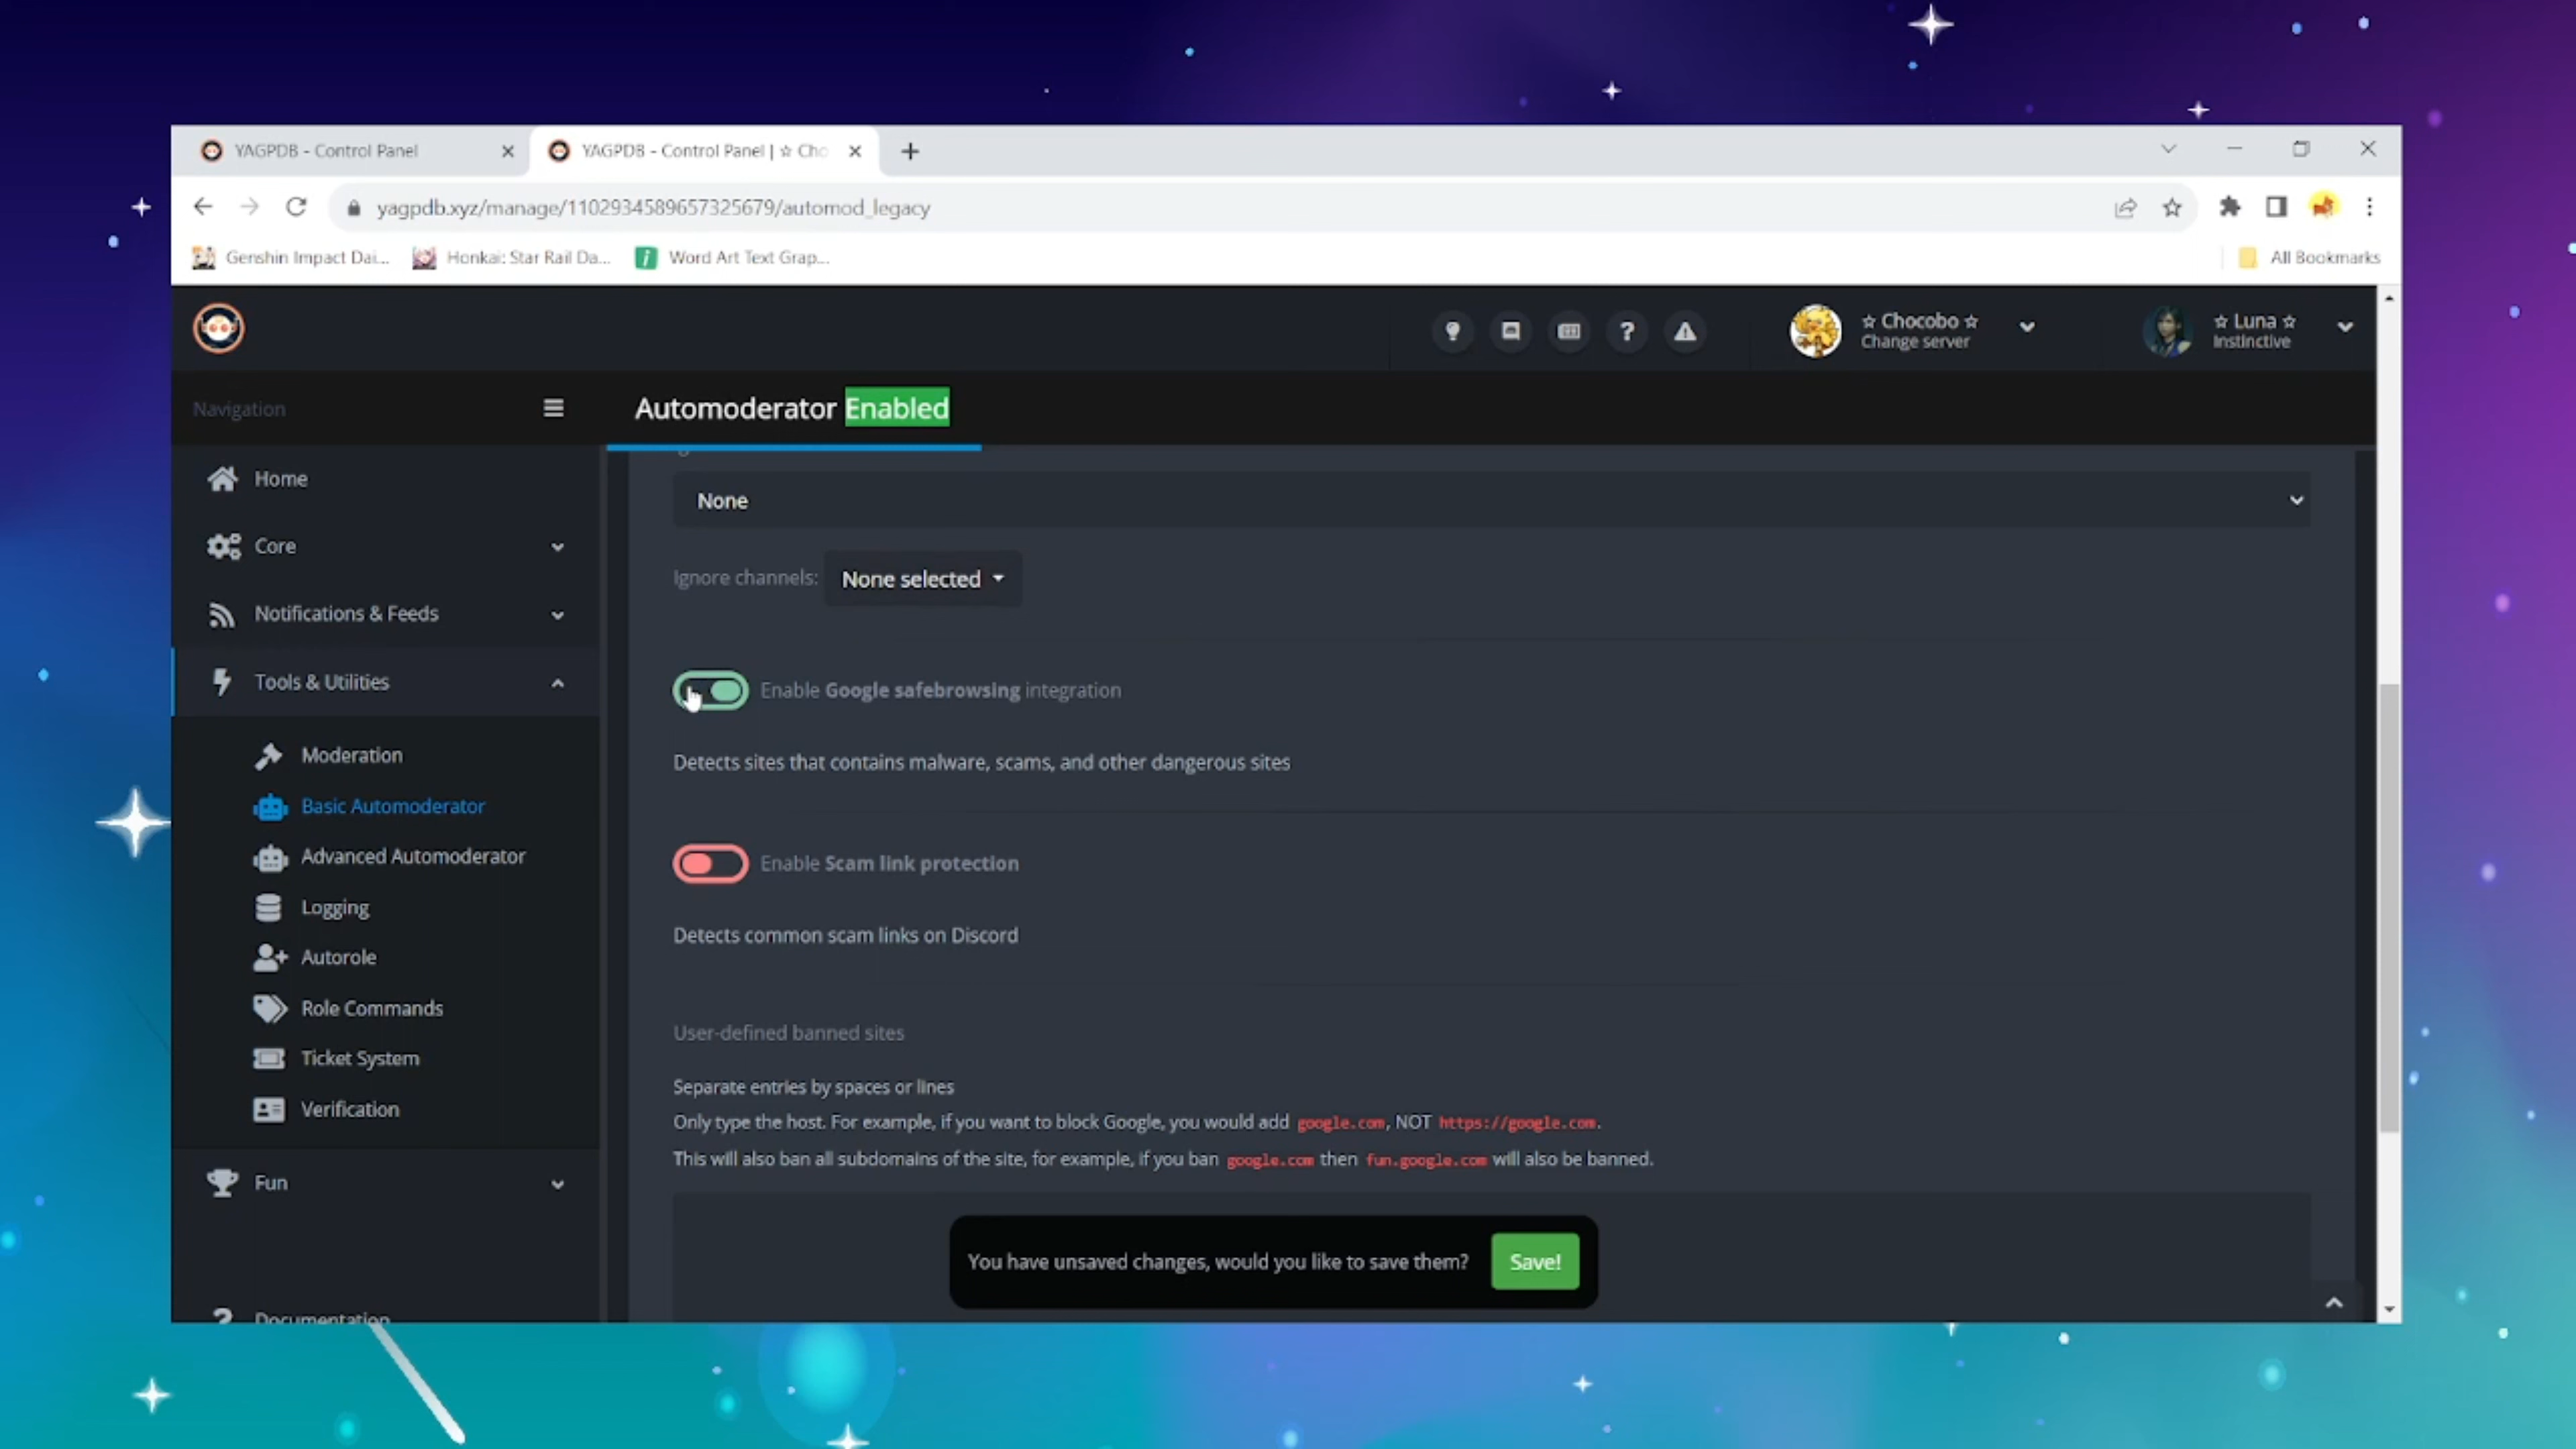 YAGPDB - Control Panel
YAGPDB - Control Panel | ☆ Cho
yagpdb.xyz/manage/1102934589657325679/automod_legacy
Genshin Impact Dai...
Honkai: Star Rail Da...
Word Art Text Grap...
All Bookmarks
☆ Chocobo ☆
Change server
☆ Luna ☆
Instinctive
Navigation
Automoderator Enabled
Home
Core
Notifications & Feeds
Tools & Utilities
Moderation
Basic Automoderator
Advanced Automoderator
Logging
Autorole
Role Commands
Ticket System
Verification
Fun
Documentation
None
Ignore channels: None selected
Enable Google safebrowsing integration
Detects sites that contains malware, scams, and other dangerous sites
Enable Scam link protection
Detects common scam links on Discord
User-defined banned sites
Separate entries by spaces or lines
Only type the host. For example, if you want to block Google, you would add google.com, NOT https://google.com.
This will also ban all subdomains of the site, for example, if you ban google.com then fun.google.com will also be banned.
You have unsaved changes, would you like to save them? Save!